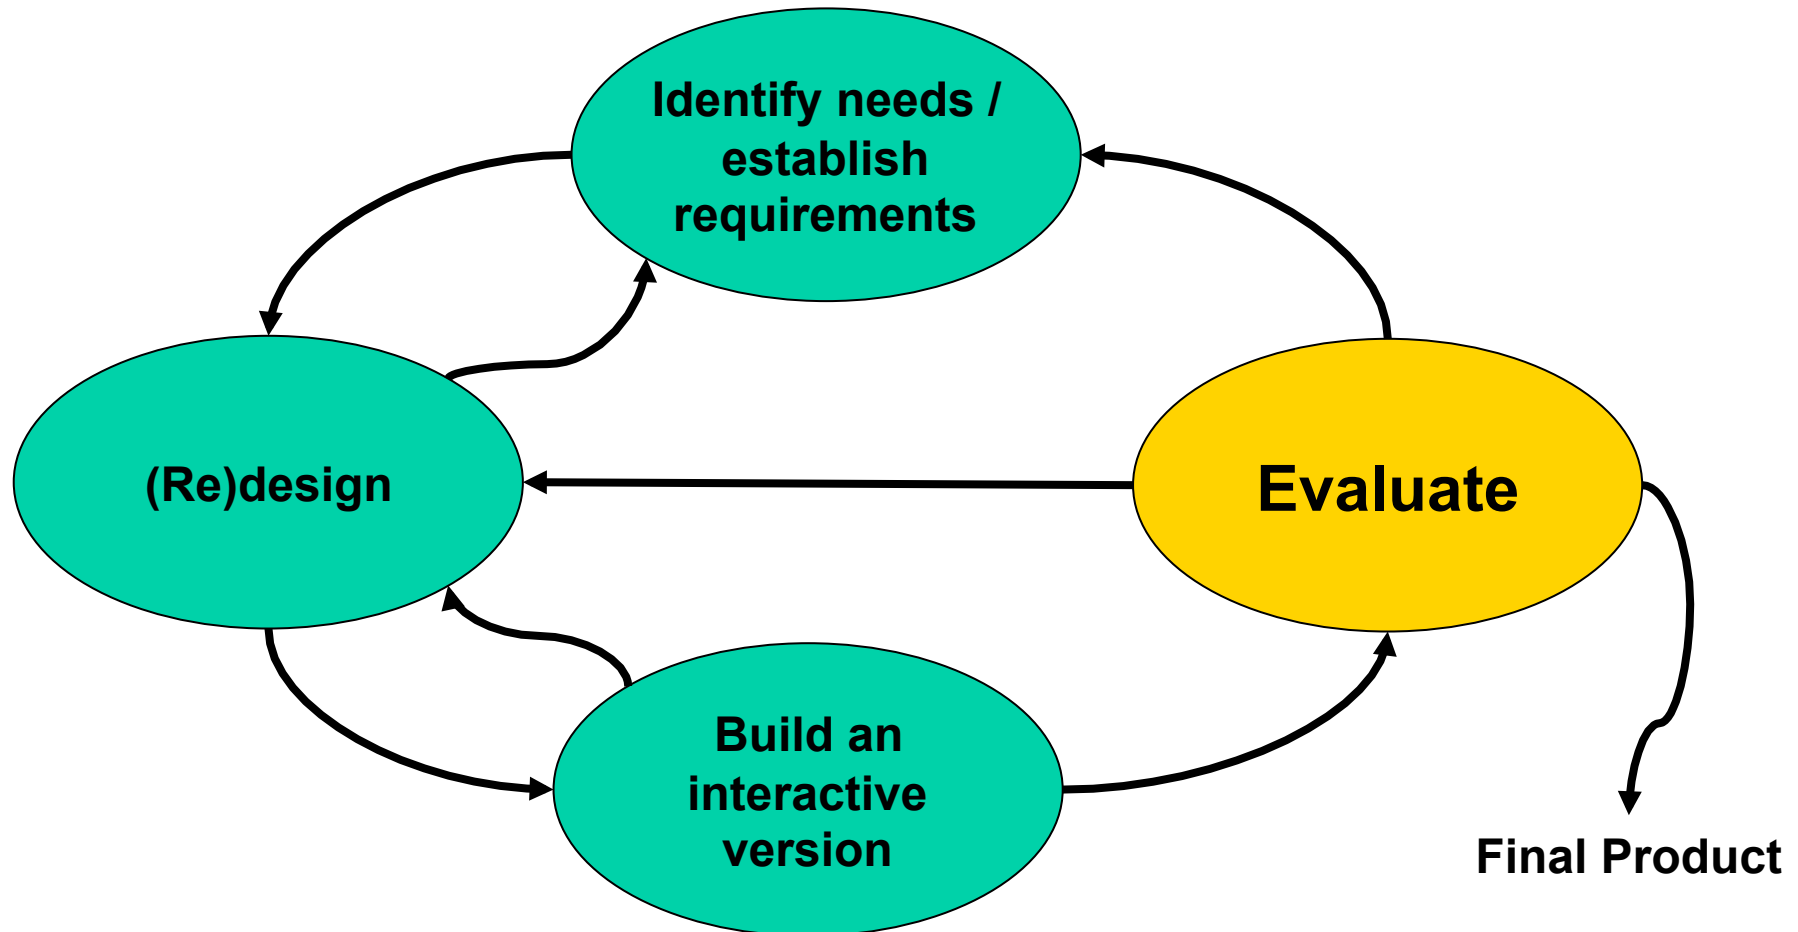 Identify needs /
establish
requirements
(Re)design
Evaluate
Build an
interactive
version
Final Product